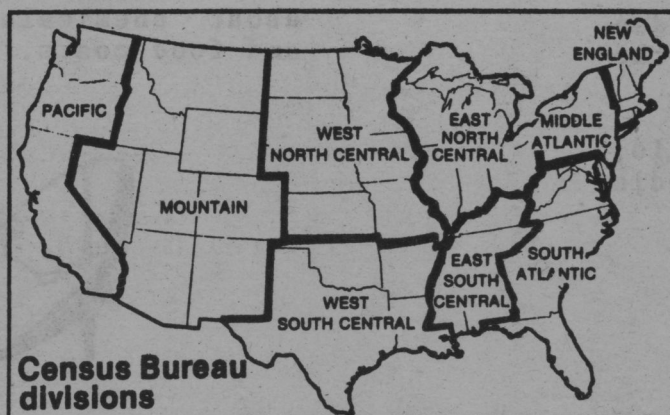 NEW
ENGLAND
PACIFIC
WEST
NORTH CENTRAL
EAST
NORTH
CENTRAL
MIDDLE
ATLANTIC
MOUNTAIN
SOUTH
ATLANTIC
EAST
SOUTH
CENTRAL
WEST
SOUTH CENTRAL
Census Bureau
divisions